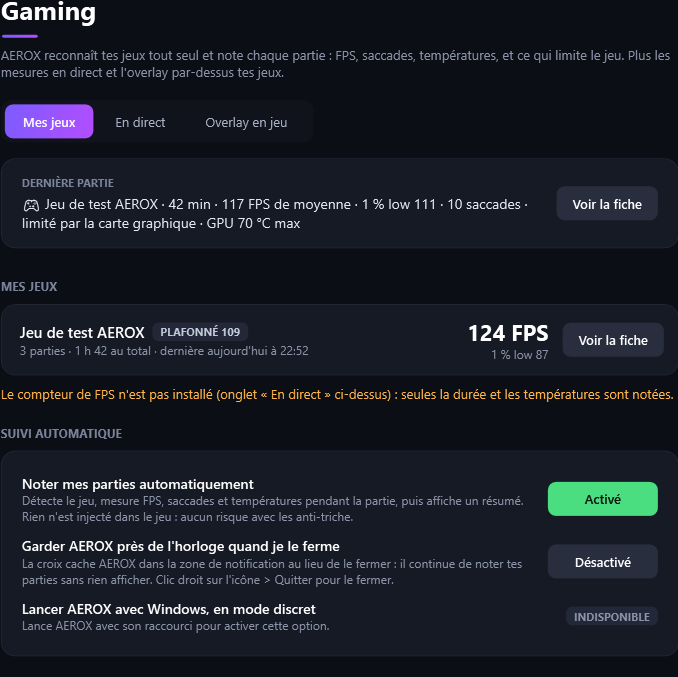 Gaming
AEROX reconnaît tes jeux tout seul et note chaque partie : FPS, saccades, températures, et ce qui limite le jeu. Plus les
mesures en direct et l'overlay par-dessus tes jeux.
Mes jeux
En direct
Overlay en jeu
DERNIÈRE PARTIE
Jeu de test AEROX · 42 min · 117 FPS de moyenne · 1 % low 111 · 10 saccades ·
limité par la carte graphique · GPU 70 °C max
Voir la fiche
MES JEUX
Jeu de test AEROX PLAFONNÉ 109
3 parties · 1 h 42 au total · dernière aujourd'hui à 22:52
124 FPS
1 % low 87
Voir la fiche
Le compteur de FPS n'est pas installé (onglet « En direct » ci-dessus) : seules la durée et les températures sont notées.
SUIVI AUTOMATIQUE
Noter mes parties automatiquement
Détecte le jeu, mesure FPS, saccades et températures pendant la partie, puis affiche un résumé.
Rien n'est injecté dans le jeu : aucun risque avec les anti-triche.
Activé
Garder AEROX près de l'horloge quand je le ferme
La croix cache AEROX dans la zone de notification au lieu de le fermer : il continue de noter tes
parties sans rien afficher. Clic droit sur l'icône > Quitter pour le fermer.
Désactivé
Lancer AEROX avec Windows, en mode discret
Lance AEROX avec son raccourci pour activer cette option.
INDISPONIBLE